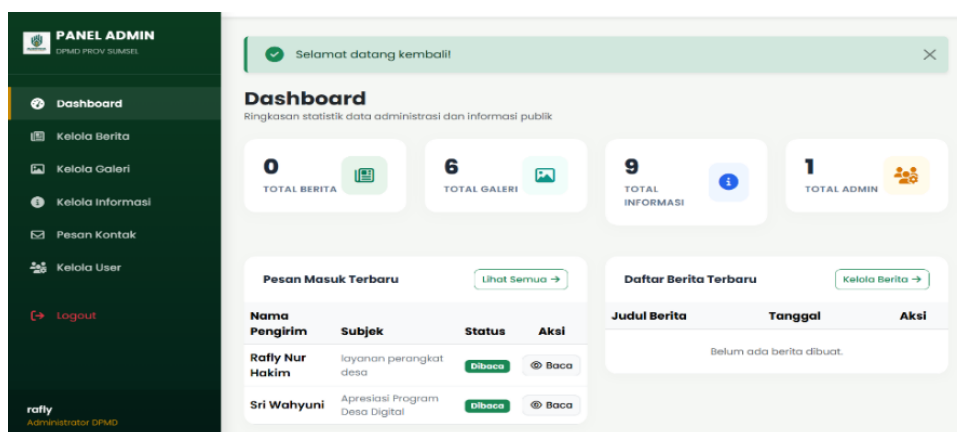 PANEL ADMIN
DPMD PROV SUMSEL
Dashboard
Kelola Berita
Kelola Galeri
Kelola Informasi
Pesan Kontak
Kelola User
Logout
rafly
Administrator DPMD
Selamat datang kembali!
Dashboard
Ringkasan statistik data administrasi dan informasi publik
0
TOTAL BERITA
6
TOTAL GALERI
9
TOTAL
INFORMASI
1
TOTAL ADMIN
Pesan Masuk Terbaru
Lihat Semua →
Nama
Pengirim Subjek Status Aksi
Rafly Nur
Hakim
layanan perangkat
desa
Dibaca
Baca
Sri Wahyuni
Apresiasi Program
Desa Digital
Dibaca
Baca
Daftar Berita Terbaru
Kelola Berita →
Judul Berita Tanggal Aksi
Belum ada berita dibuat.